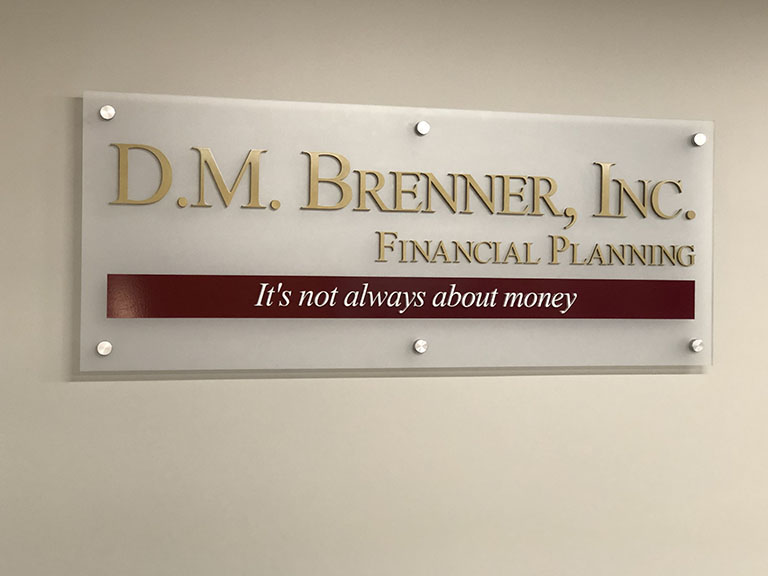 D.M. Brenner, Inc.
Financial Planning
It's not always about money